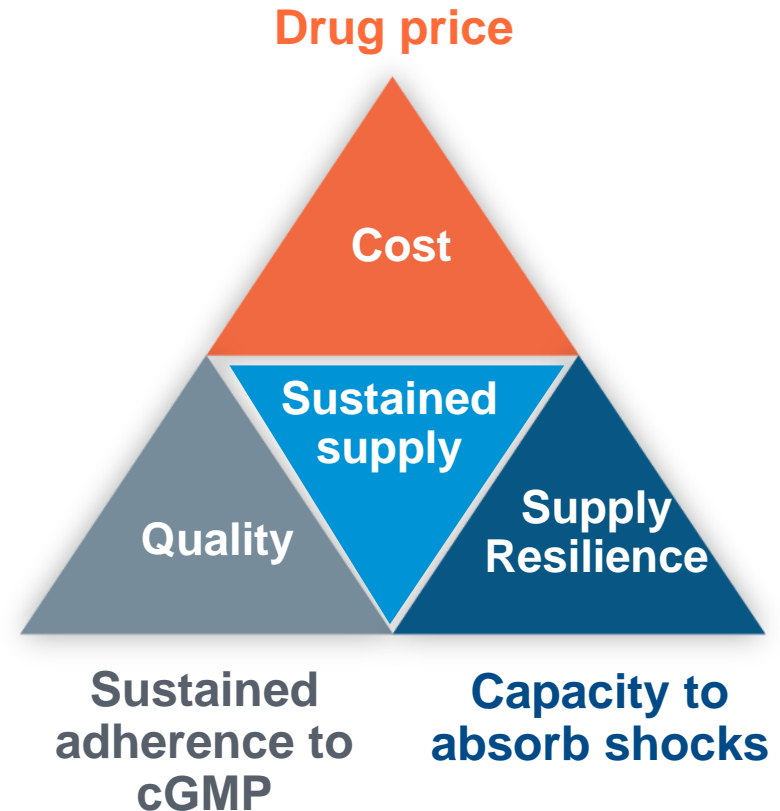 Drug price
Cost
Sustained
supply
Quality
Supply
Resilience
Sustained
adherence to
cGMP
Capacity to
absorb shocks